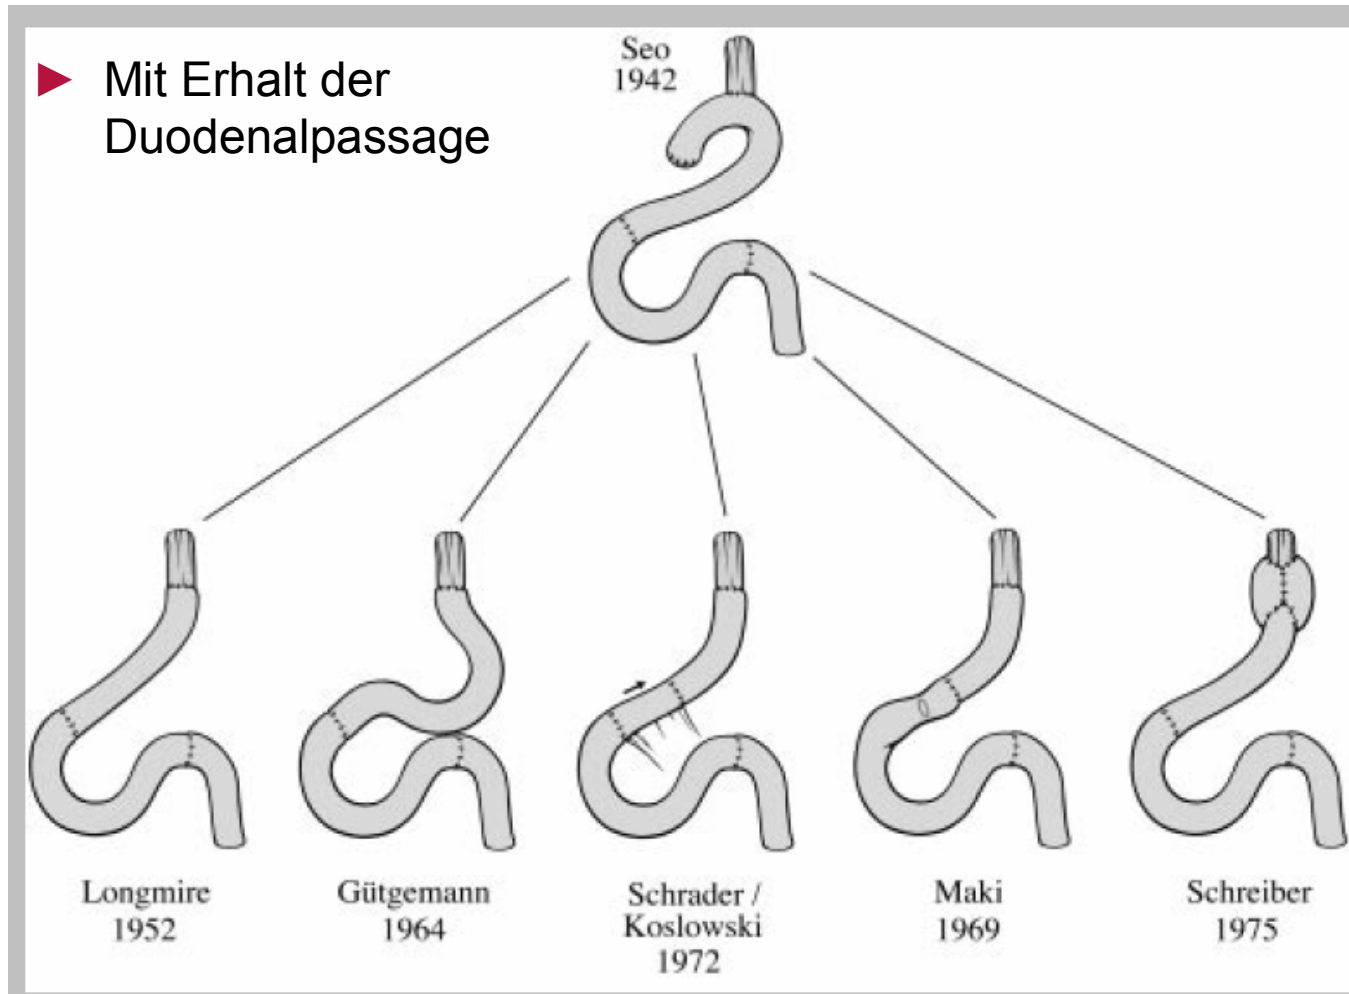 Mit Erhalt der
Duodenalpassage
Seo
1942
Longmire
1952
Gütgemann
1964
Schrader /
Koslowski
1972
Maki
1969
Schreiber
1975